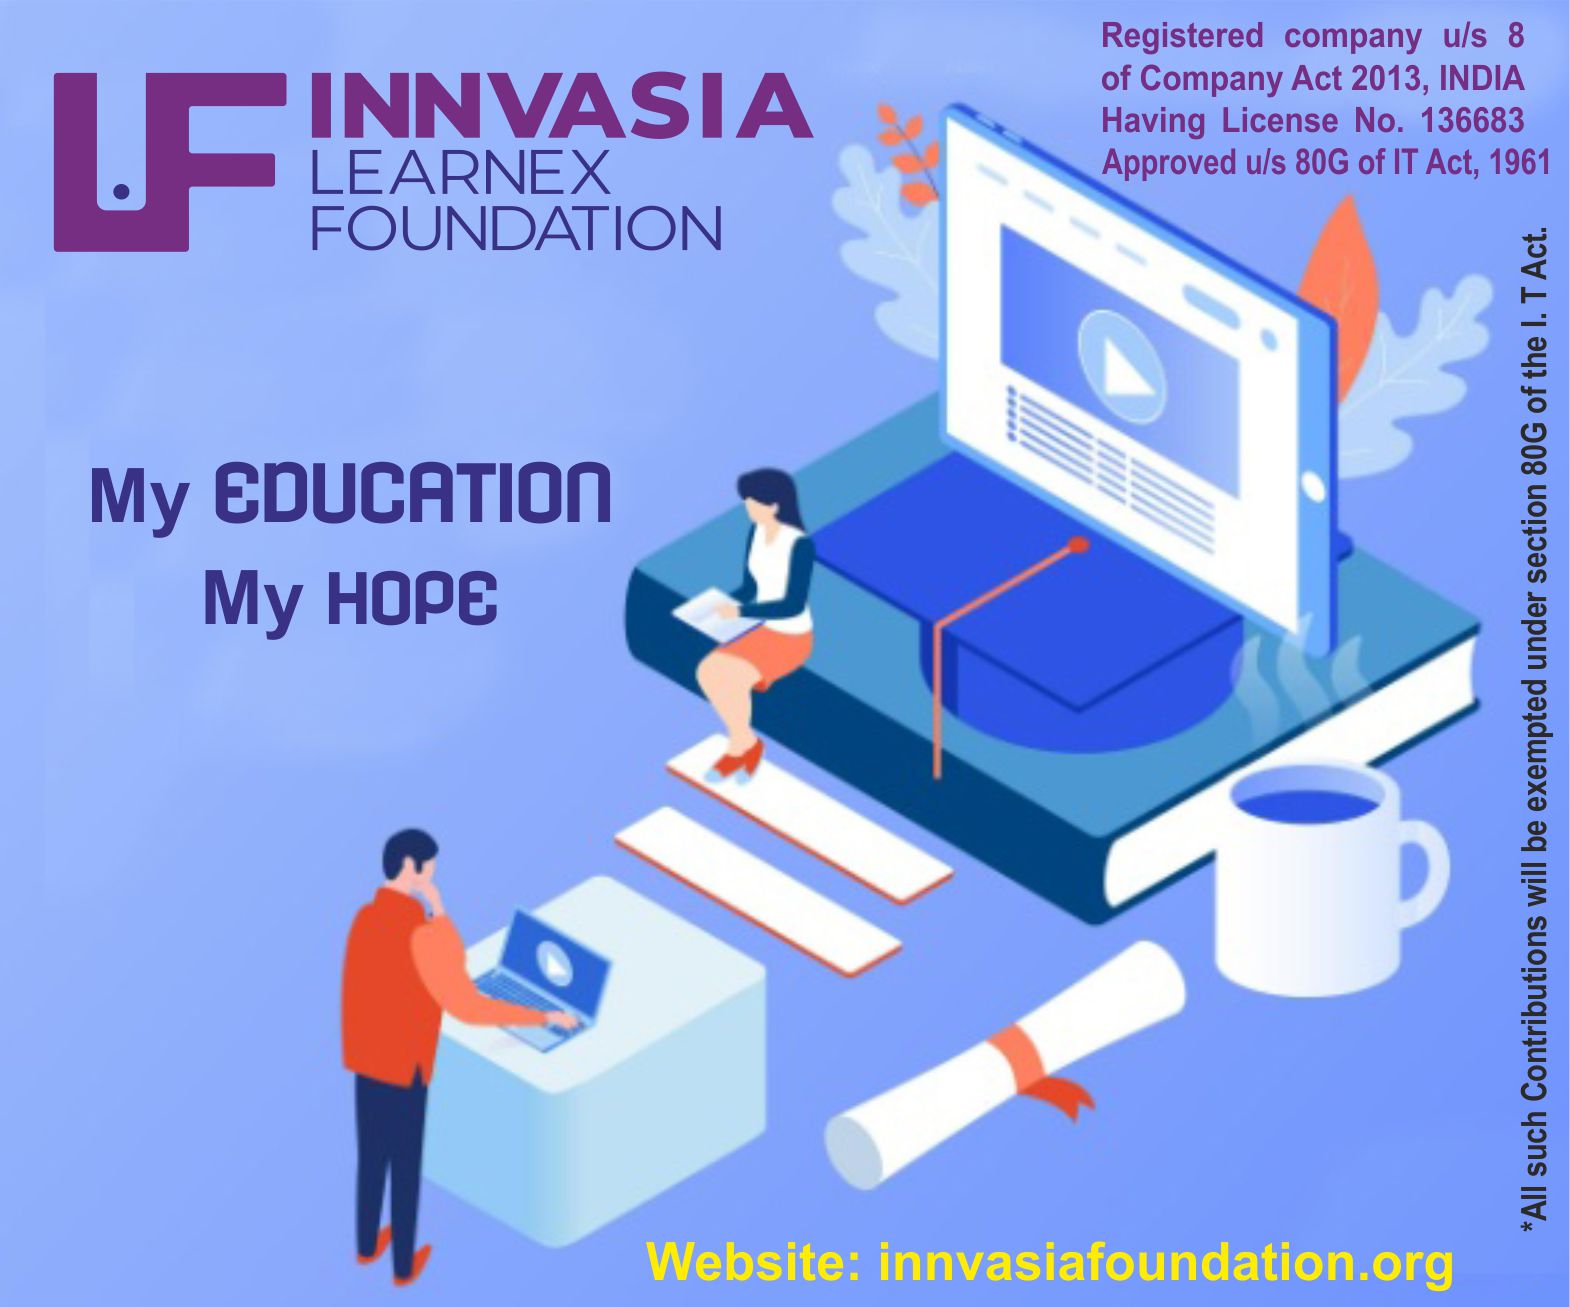 INNVASIA
LEARNEX
FOUNDATION
Registered company u/s 8
of Company Act 2013, INDIA
Having License No. 136683
Approved u/s 80G of IT Act, 1961
My EDUCATION
My HOPE
*All such Contributions will be exempted under section 80G of the I. T Act.
Website: innvasiafoundation.org